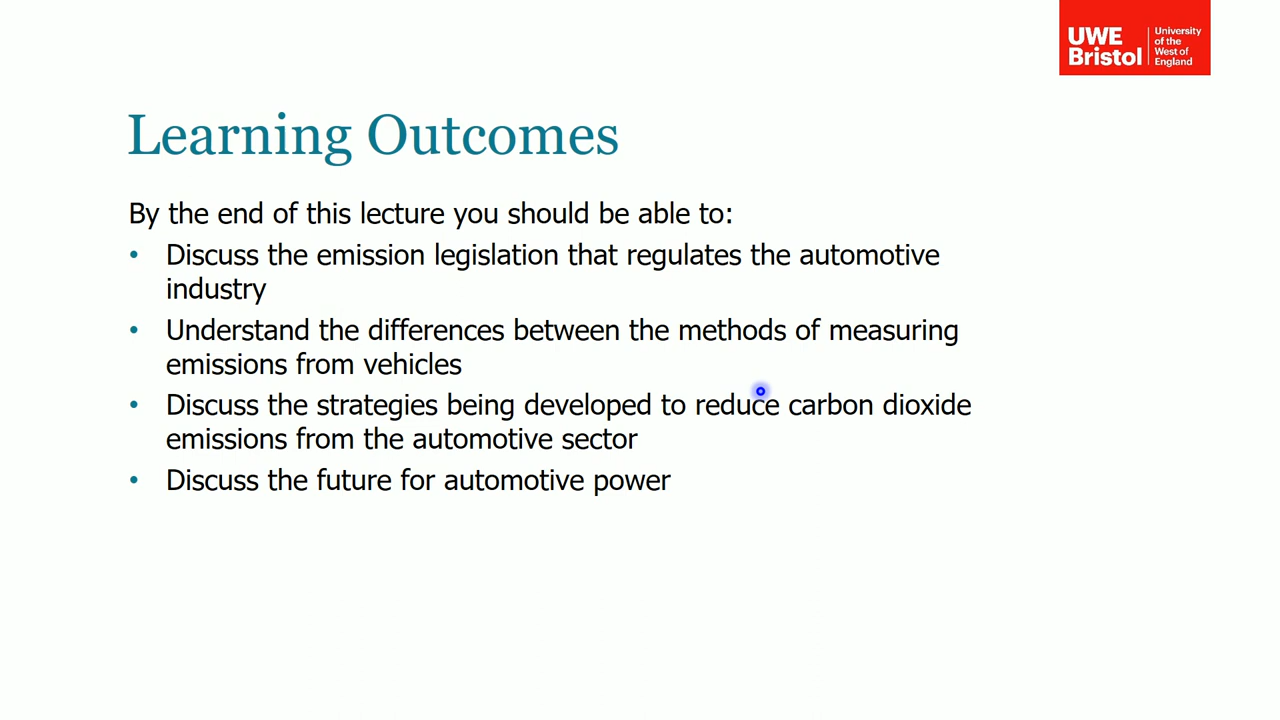 UWE
Bristol
University
of the
West of
England
Learning Outcomes
By the end of this lecture you should be able to:
• Discuss the emission legislation that regulates the automotive
industry
• Understand the differences between the methods of measuring
emissions from vehicles
• Discuss the strategies being developed to reduce carbon dioxide
emissions from the automotive sector
• Discuss the future for automotive power